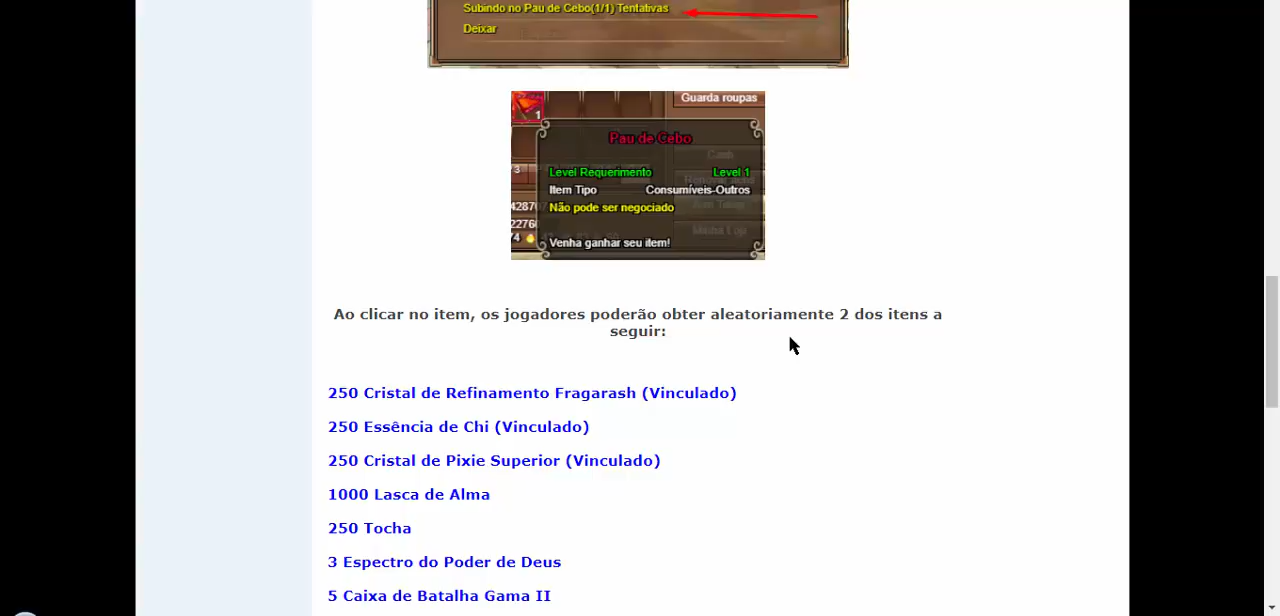 Subindo no Pau de Cebo(1/1) Tentativas
Deixar
1
Guarda roupas
Pau de Cebo
Level Requerimento Level 1
Item Tipo Consumíveis-Outros
Não pode ser negociado
Venha ganhar seu item!
Ao clicar no item, os jogadores poderão obter aleatoriamente 2 dos itens a
seguir:
250 Cristal de Refinamento Fragarash (Vinculado)
250 Essência de Chi (Vinculado)
250 Cristal de Pixie Superior (Vinculado)
1000 Lasca de Alma
250 Tocha
3 Espectro do Poder de Deus
5 Caixa de Batalha Gama II